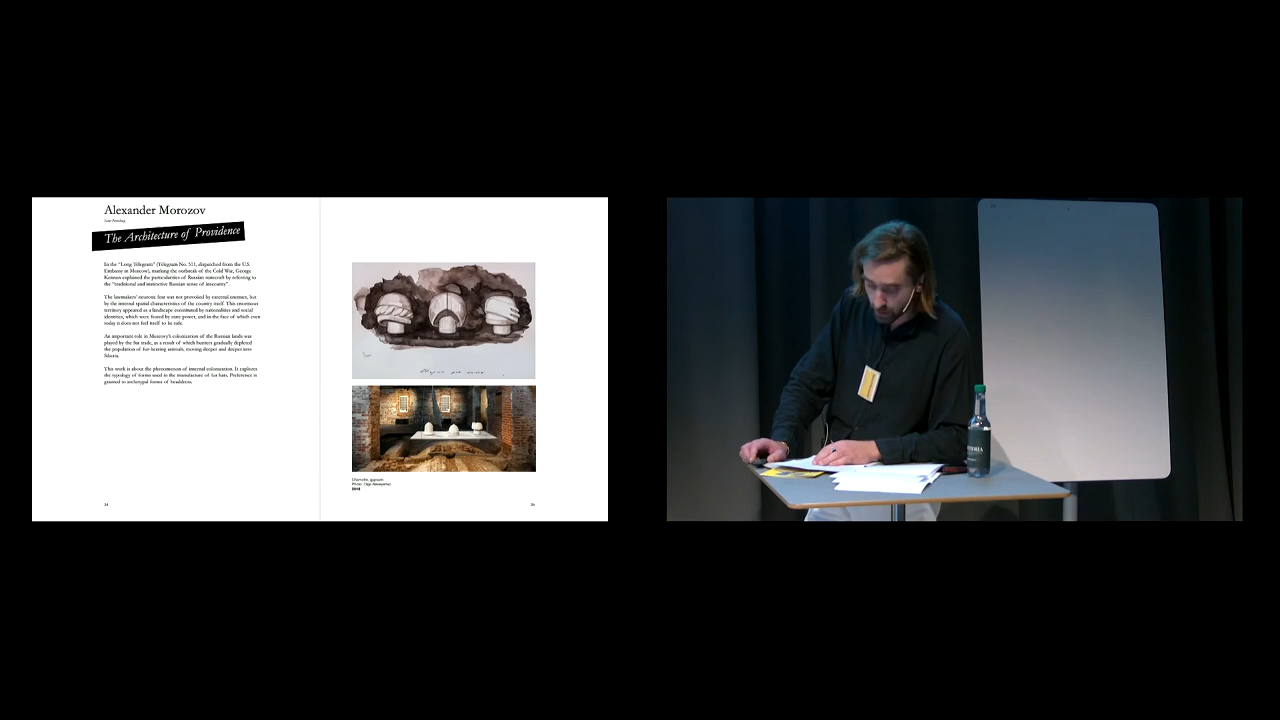 Alexander Morozov
The Architecture of Providence
In the "Long Telegram" (Telegram No. 511, dispatched from the U.S.
Embassy in Moscow), marking the outbreak of the Cold War, George
Kennan explained the particularities of Russian statecraft by referring to
the "traditional and instinctive Russian sense of insecurity".
The lawmakers' neurotic fear was not provoked by external enemies, but
by the internal spatial characteristics of the country itself. This enormous
territory appeared as a landscape constituted by nationalities and social
identities, which were feared by state power, and in the face of which even
today it does not feel itself to be safe.
An important role in Moscow's colonization of the Russian lands was
played by the fur trade, as a result of which hunters gradually depleted
the population of fur-bearing animals, moving deeper and deeper into
Siberia.
This work is about the phenomenon of internal colonization. It explores
the typology of forms used in the manufacture of fur hats. Preference is
granted to archetypal forms of headdress.
Chamotte, gypsum
Photo:
2018
34
35